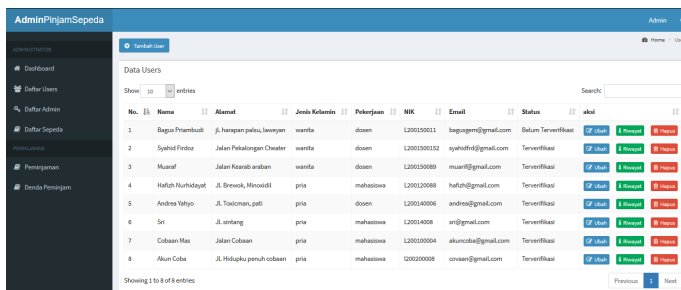 AdminPinjamSepeda
Admin
ADMINISTRATOR
Dashboard
Daftar Users
Daftar Admin
Daftar Sepeda
PEMINJAMAN
Peminjaman
Denda Peminjam
Tambah User
Home > Us
Data Users
Show 10 entries
Search:
No. Nama Alamat Jenis Kelamin Pekerjaan NIK Email Status aksi
1 Bagus Priambudi jl. harapan palsu, laweyan wanita dosen L200150011 bagusgem@gmail.com Belum Terverifikasi Ubah Riwayat Hapus
2 Syahid Firdoz Jalan Pekalongan Cheater wanita dosen L2001500152 syahidfrd@gmail.com Terverifikasi Ubah Riwayat Hapus
3 Muaraf Jalan Kearab araban wanita dosen L200150089 muarif@gmail.com Terverifikasi Ubah Riwayat Hapus
4 Hafizh Nurhidayat Jl. Brewok, Minoxidil pria mahasiswa L200120088 hafizh@gmail.com Terverifikasi Ubah Riwayat Hapus
5 Andrea Yahyo Jl. Toxicman, pati pria dosen L200140006 andrea@gmail.com Terverifikasi Ubah Riwayat Hapus
6 Sri Jl. sintang pria mahasiswa L20014008 sri@gmail.com Terverifikasi Ubah Riwayat Hapus
7 Cobaan Mas Jalan Cobaan pria mahasiswa L200100004 akuncoba@gmail.com Terverifikasi Ubah Riwayat Hapus
8 Akun Coba Jl. Hidupku penuh cobaan pria mahasiswa l200200008 covaan@gmail.com Terverifikasi Ubah Riwayat Hapus
Showing 1 to 8 of 8 entries
Previous 1 Next